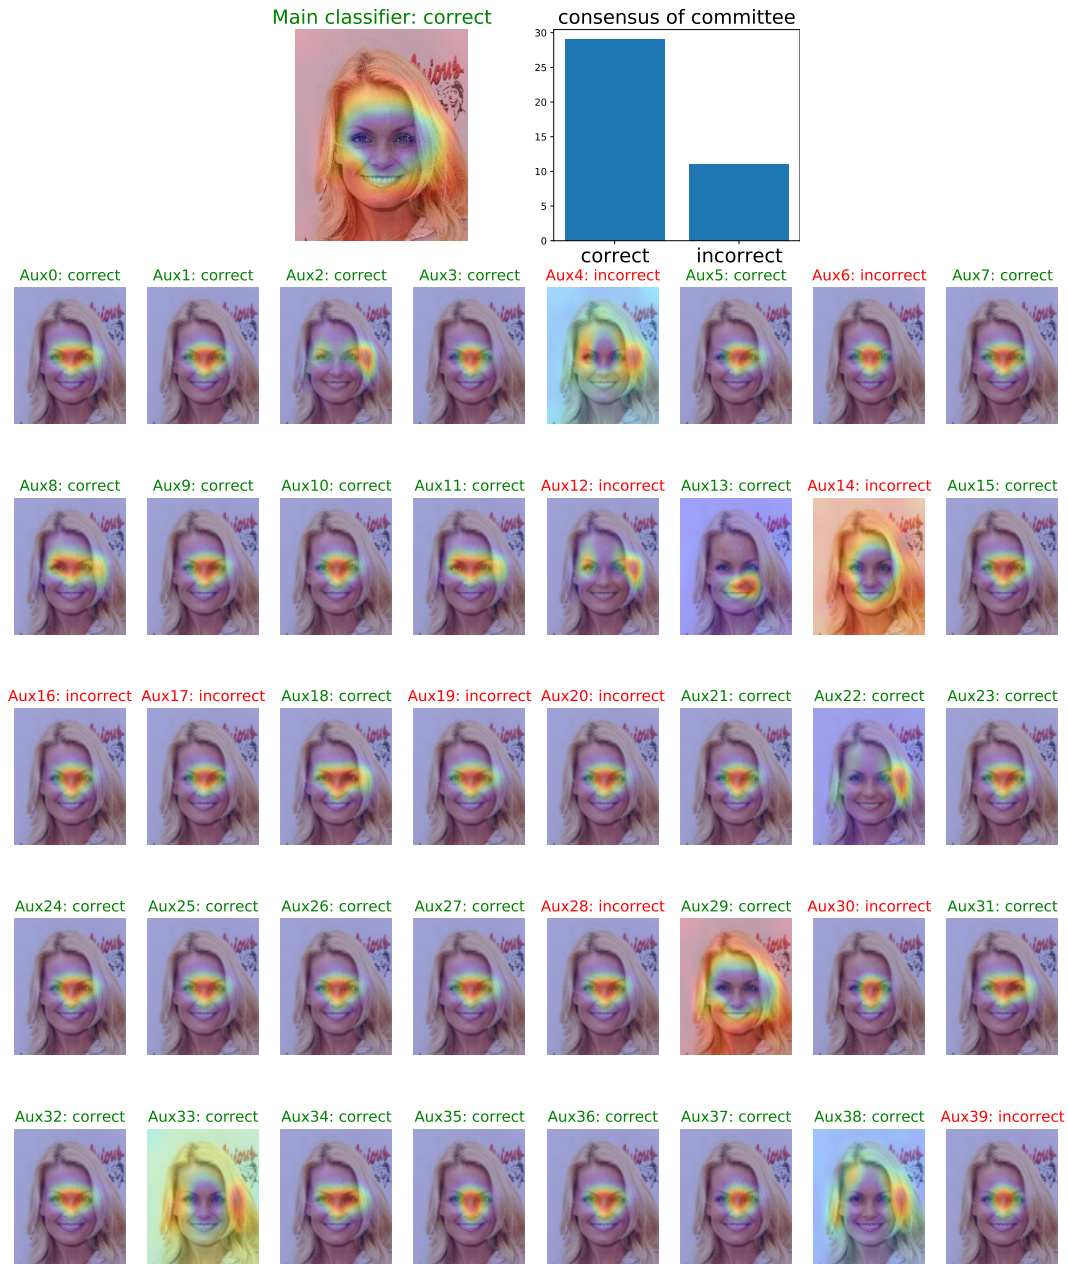 Main classifier: correct
consensus of committee
30
25
20
15
10
5
0
correct incorrect
Aux0: correct Aux1: correct Aux2: correct Aux3: correct Aux4: incorrect Aux5: correct Aux6: incorrect Aux7: correct
Aux8: correct Aux9: correct Aux10: correct Aux11: correct Aux12: incorrect Aux13: correct Aux14: incorrect Aux15: correct
Aux16: incorrect Aux17: incorrect Aux18: correct Aux19: incorrect Aux20: incorrect Aux21: correct Aux22: correct Aux23: correct
Aux24: correct Aux25: correct Aux26: correct Aux27: correct Aux28: incorrect Aux29: correct Aux30: incorrect Aux31: correct
Aux32: correct Aux33: correct Aux34: correct Aux35: correct Aux36: correct Aux37: correct Aux38: correct Aux39: incorrect